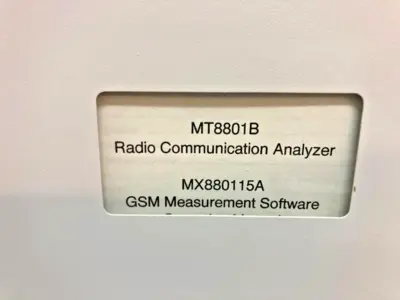 MT8801B
Radio Communication Analyzer
MX880115A
GSM Measurement Software